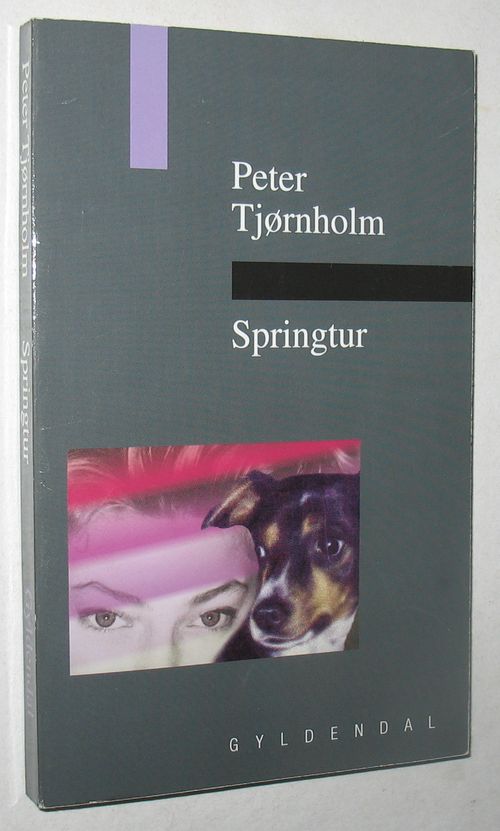 Peter
Tjørnholm
Springtur
GYLDENDAL
Peter Tjørnholm Springtur Gyldendal